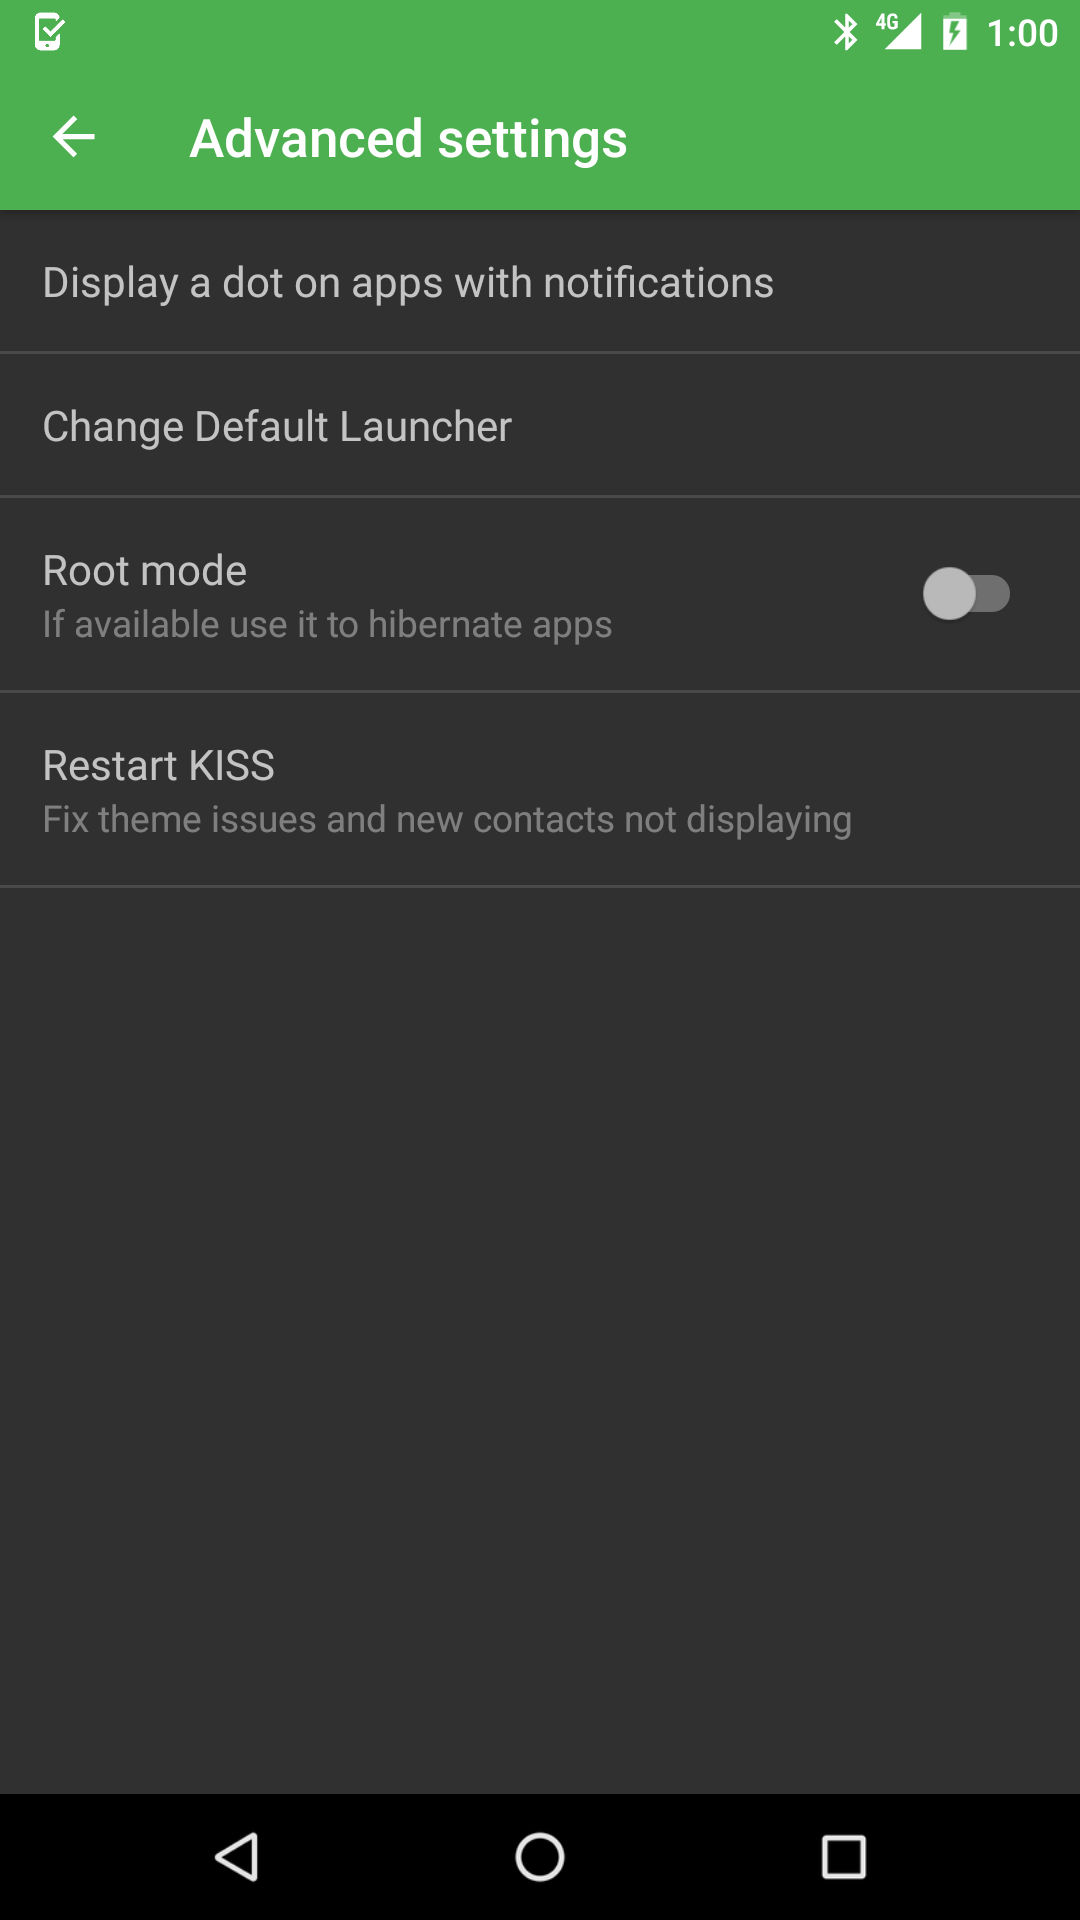 4G 1:00
Advanced settings
Display a dot on apps with notifications
Change Default Launcher
Root mode
If available use it to hibernate apps
Restart KISS
Fix theme issues and new contacts not displaying